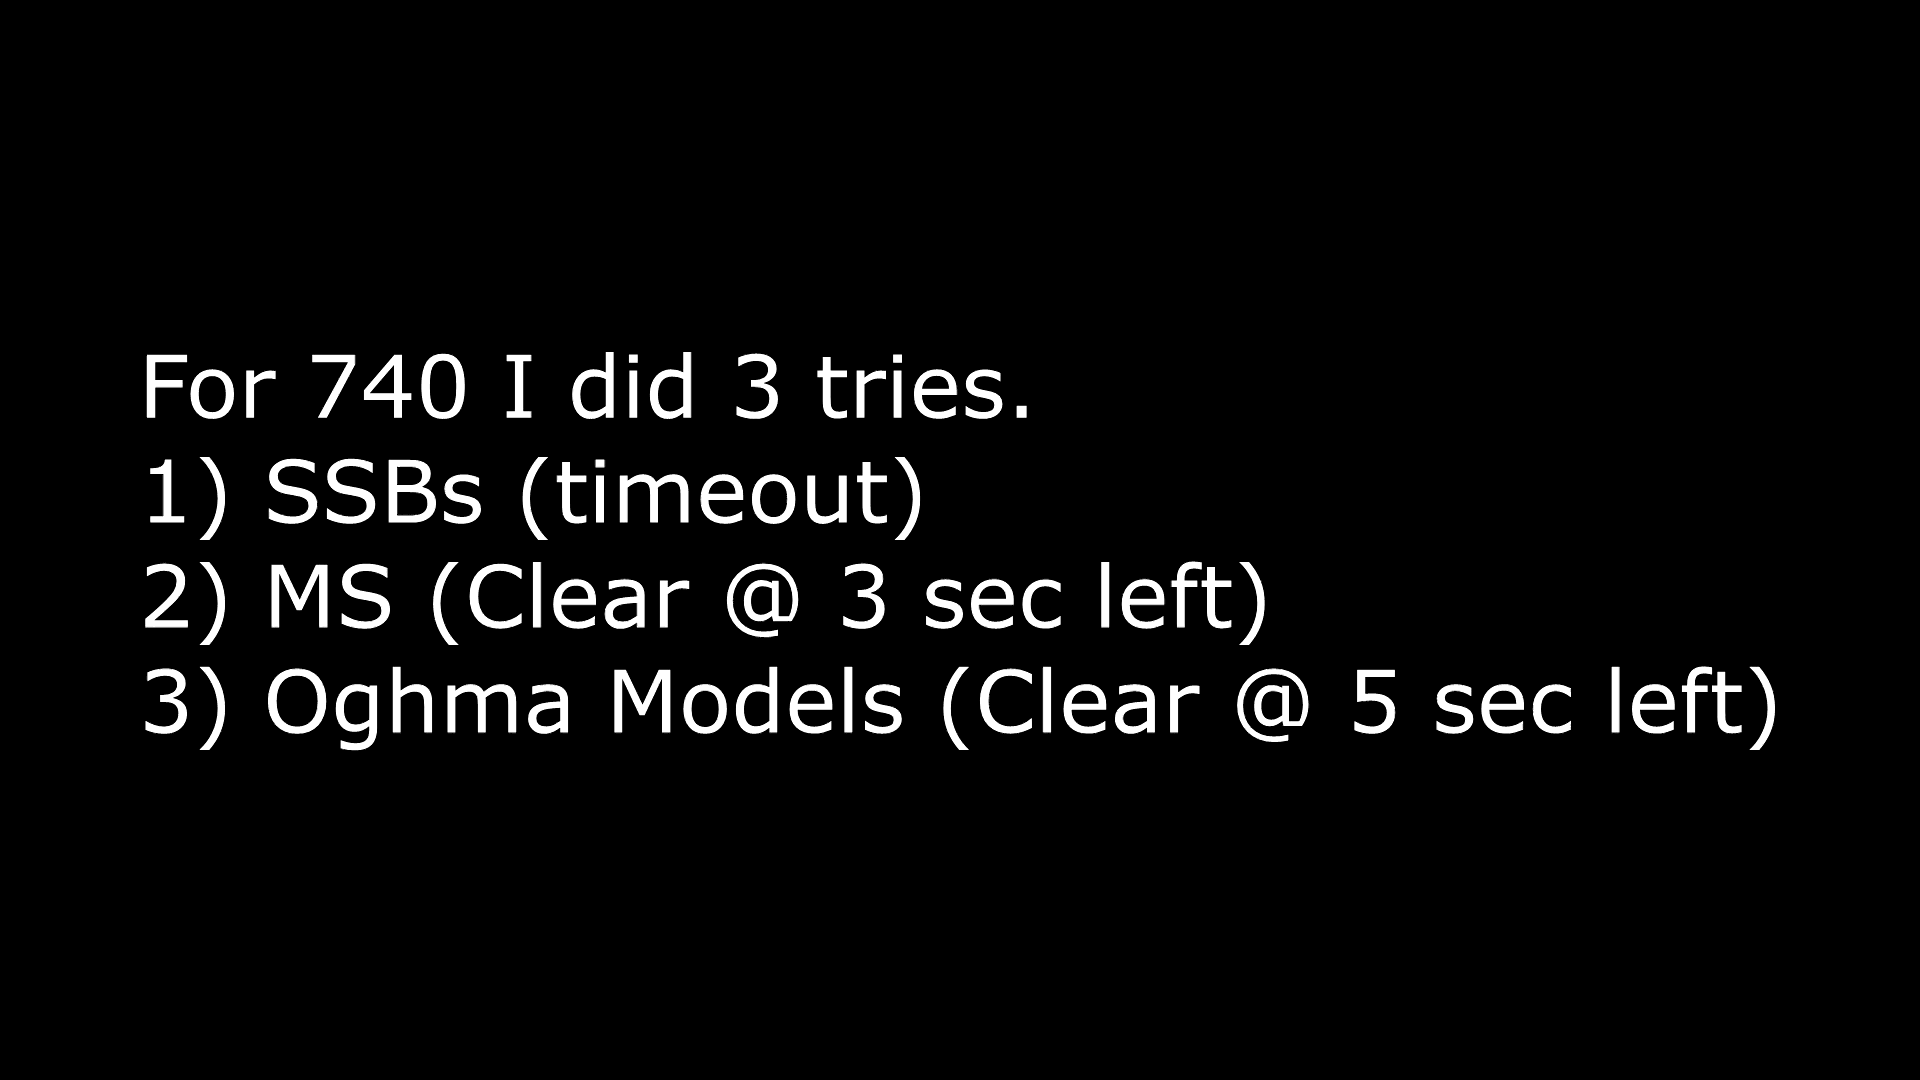 For 740 I did 3 tries.
1) SSBs (timeout)
2) MS (Clear @ 3 sec left)
3) Oghma Models (Clear @ 5 sec left)